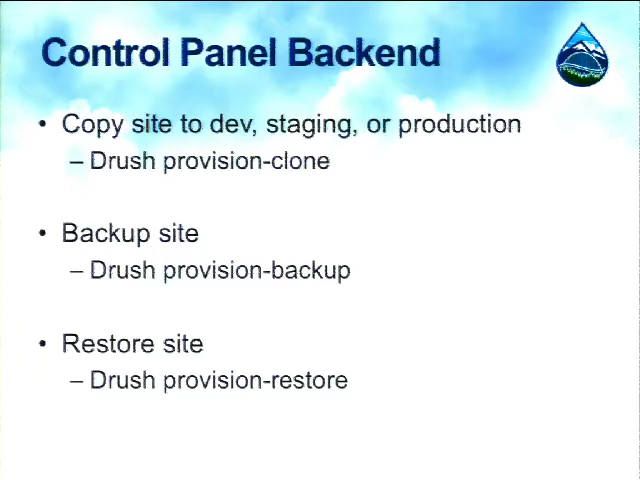 Control Panel Backend
• Copy site to dev, staging, or production
– Drush provision-clone
• Backup site
– Drush provision-backup
• Restore site
– Drush provision-restore